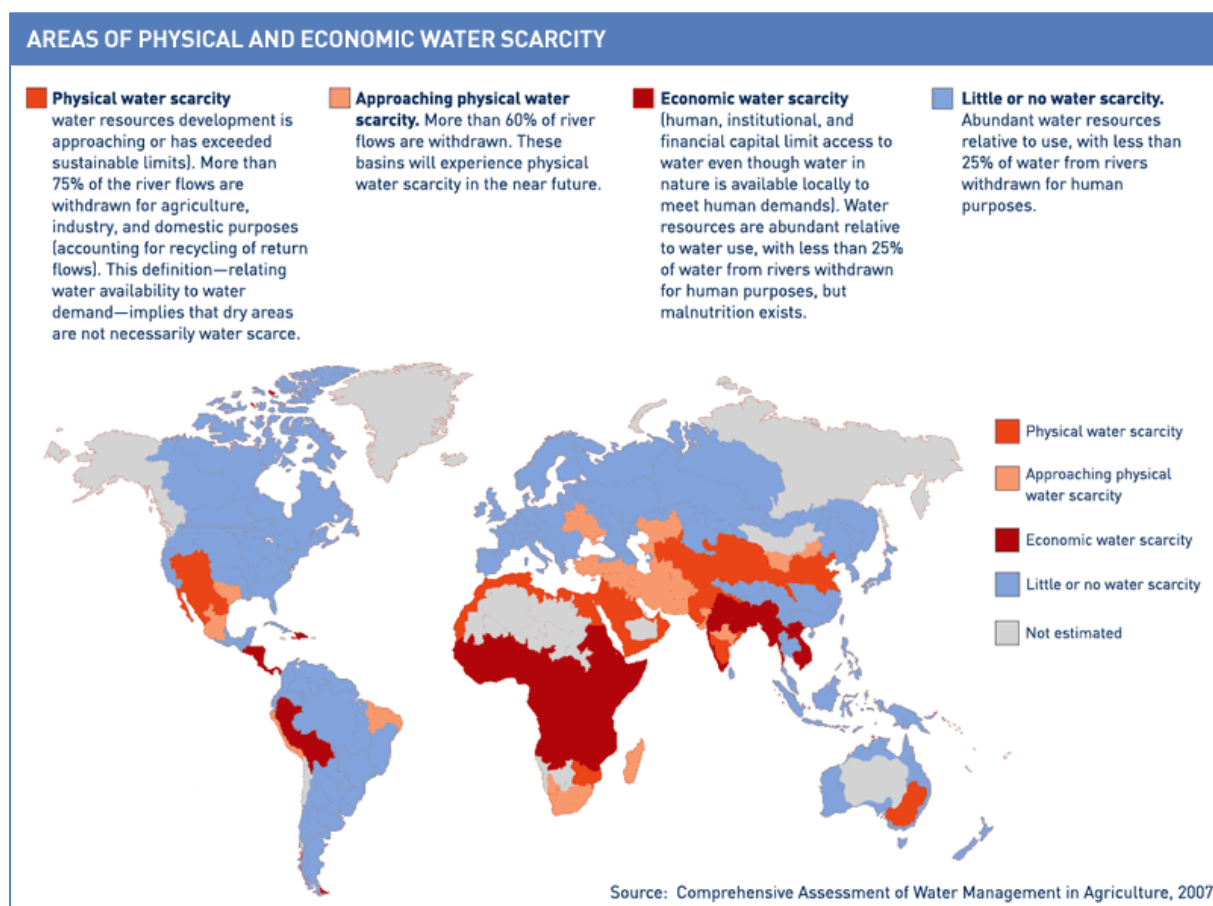 AREAS OF PHYSICAL AND ECONOMIC WATER SCARCITY
Physical water scarcity
water resources development is
approaching or has exceeded
sustainable limits). More than
75% of the river flows are
withdrawn for agriculture,
industry, and domestic purposes
(accounting for recycling of return
flows). This definition—relating
water availability to water
demand—implies that dry areas
are not necessarily water scarce.
Approaching physical water
scarcity. More than 60% of river
flows are withdrawn. These
basins will experience physical
water scarcity in the near future.
Economic water scarcity
(human, institutional, and
financial capital limit access to
water even though water in
nature is available locally to
meet human demands). Water
resources are abundant relative
to water use, with less than 25%
of water from rivers withdrawn
for human purposes, but
malnutrition exists.
Little or no water scarcity.
Abundant water resources
relative to use, with less than
25% of water from rivers
withdrawn for human
purposes.
Physical water scarcity
Approaching physical
water scarcity
Economic water scarcity
Little or no water scarcity
Not estimated
Source: Comprehensive Assessment of Water Management in Agriculture, 2007